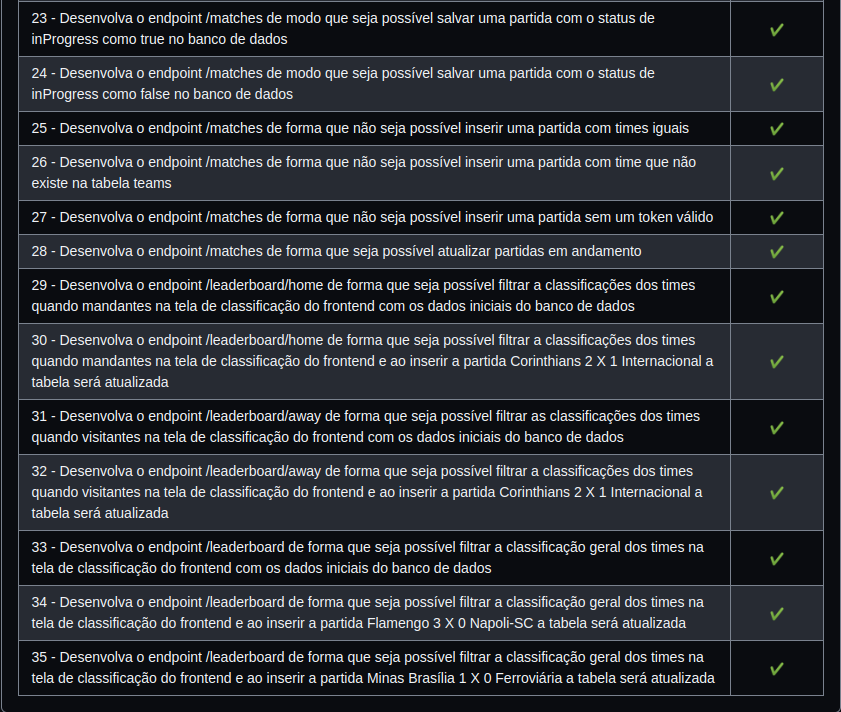 23 - Desenvolva o endpoint /matches de modo que seja possível salvar uma partida com o status de
inProgress como true no banco de dados
24 - Desenvolva o endpoint /matches de modo que seja possível salvar uma partida com o status de
inProgress como false no banco de dados
25 - Desenvolva o endpoint /matches de forma que não seja possível inserir uma partida com times iguais
26 - Desenvolva o endpoint /matches de forma que não seja possível inserir uma partida com time que não
existe na tabela teams
27 - Desenvolva o endpoint /matches de forma que não seja possível inserir uma partida sem um token válido
28 - Desenvolva o endpoint /matches de forma que seja possível atualizar partidas em andamento
29 - Desenvolva o endpoint /leaderboard/home de forma que seja possível filtrar a classificações dos times
quando mandantes na tela de classificação do frontend com os dados iniciais do banco de dados
30 - Desenvolva o endpoint /leaderboard/home de forma que seja possível filtrar a classificações dos times
quando mandantes na tela de classificação do frontend e ao inserir a partida Corinthians 2 X 1 Internacional a
tabela será atualizada
31 - Desenvolva o endpoint /leaderboard/away de forma que seja possível filtrar as classificações dos times
quando visitantes na tela de classificação do frontend com os dados iniciais do banco de dados
32 - Desenvolva o endpoint /leaderboard/away de forma que seja possível filtrar a classificações dos times
quando visitantes na tela de classificação do frontend e ao inserir a partida Corinthians 2 X 1 Internacional a
tabela será atualizada
33 - Desenvolva o endpoint /leaderboard de forma que seja possível filtrar a classificação geral dos times na
tela de classificação do frontend com os dados iniciais do banco de dados
34 - Desenvolva o endpoint /leaderboard de forma que seja possível filtrar a classificação geral dos times na
tela de classificação do frontend e ao inserir a partida Flamengo 3 X 0 Napoli-SC a tabela será atualizada
35 - Desenvolva o endpoint /leaderboard de forma que seja possível filtrar a classificação geral dos times na
tela de classificação do frontend e ao inserir a partida Minas Brasília 1 X 0 Ferroviária a tabela será atualizada